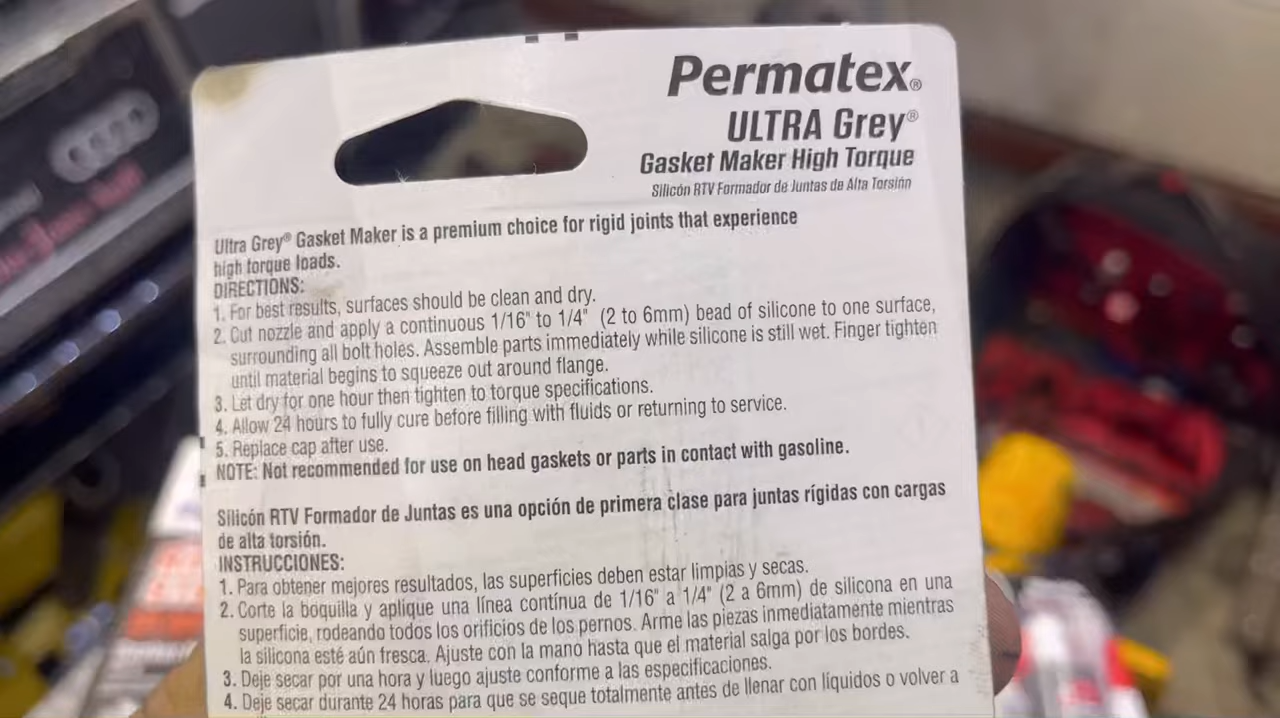 Permatex®
ULTRA Grey®
Gasket Maker High Torque
Silicón RTV Formador de Juntas de Alta Torsión
Ultra Grey® Gasket Maker is a premium choice for rigid joints that experience
high torque loads.
DIRECTIONS:
1. For best results, surfaces should be clean and dry.
2. Cut nozzle and apply a continuous 1/16" to 1/4" (2 to 6mm) bead of silicone to one surface,
surrounding all bolt holes. Assemble parts immediately while silicone is still wet. Finger tighten
until material begins to squeeze out around flange.
3. Let dry for one hour then tighten to torque specifications.
4. Allow 24 hours to fully cure before filling with fluids or returning to service.
5. Replace cap after use.
NOTE: Not recommended for use on head gaskets or parts in contact with gasoline.
Silicón RTV Formador de Juntas es una opción de primera clase para juntas rígidas con cargas
de alta torsión.
INSTRUCCIONES:
1. Para obtener mejores resultados, las superficies deben estar limpias y secas.
2. Corte la boquilla y aplique una línea contínua de 1/16" a 1/4" (2 a 6mm) de silicona en una
superficie, rodeando todos los orificios de los pernos. Arme las piezas inmediatamente mientras
la silicona esté aún fresca. Ajuste con la mano hasta que el material salga por los bordes.
3. Deje secar por una hora y luego ajuste conforme a las especificaciones.
4. Deje secar durante 24 horas para que se seque totalmente antes de llenar con líquidos o volver a